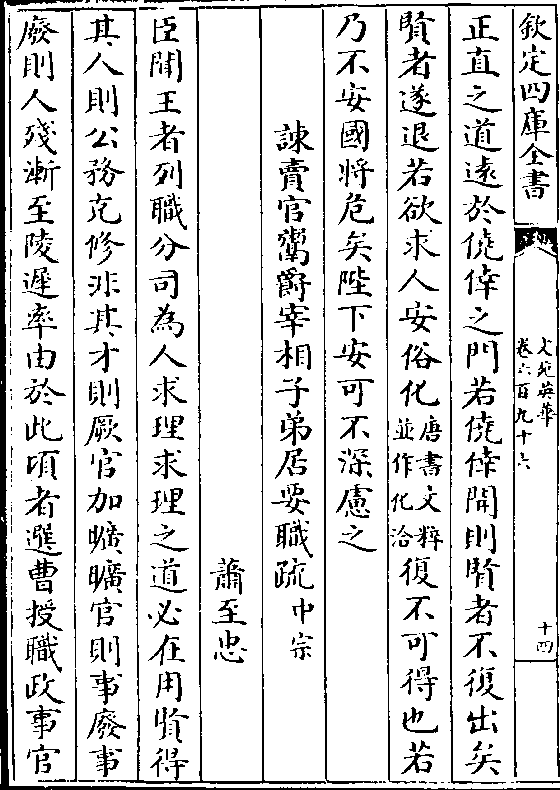 欽定四庫全書
文苑英華
卷六百九十六
十四
正直之道遠於僥倖之門若僥倖開則賢者不復出矣
賢者遂退若欲求人安俗化唐書文粹並作化洽復不可得也若
乃不安國將危矣陛下安可不深慮之
諫賣官鬻爵宰相子弟居要職疏中宗
蕭至忠
臣聞王者列職分司為人求理求理之道必在用賢得
其人則公務克修非其才則厥官加曠曠官則事廢事
廢則人殘漸至陵遲率由於此頃者選曹授職政事官